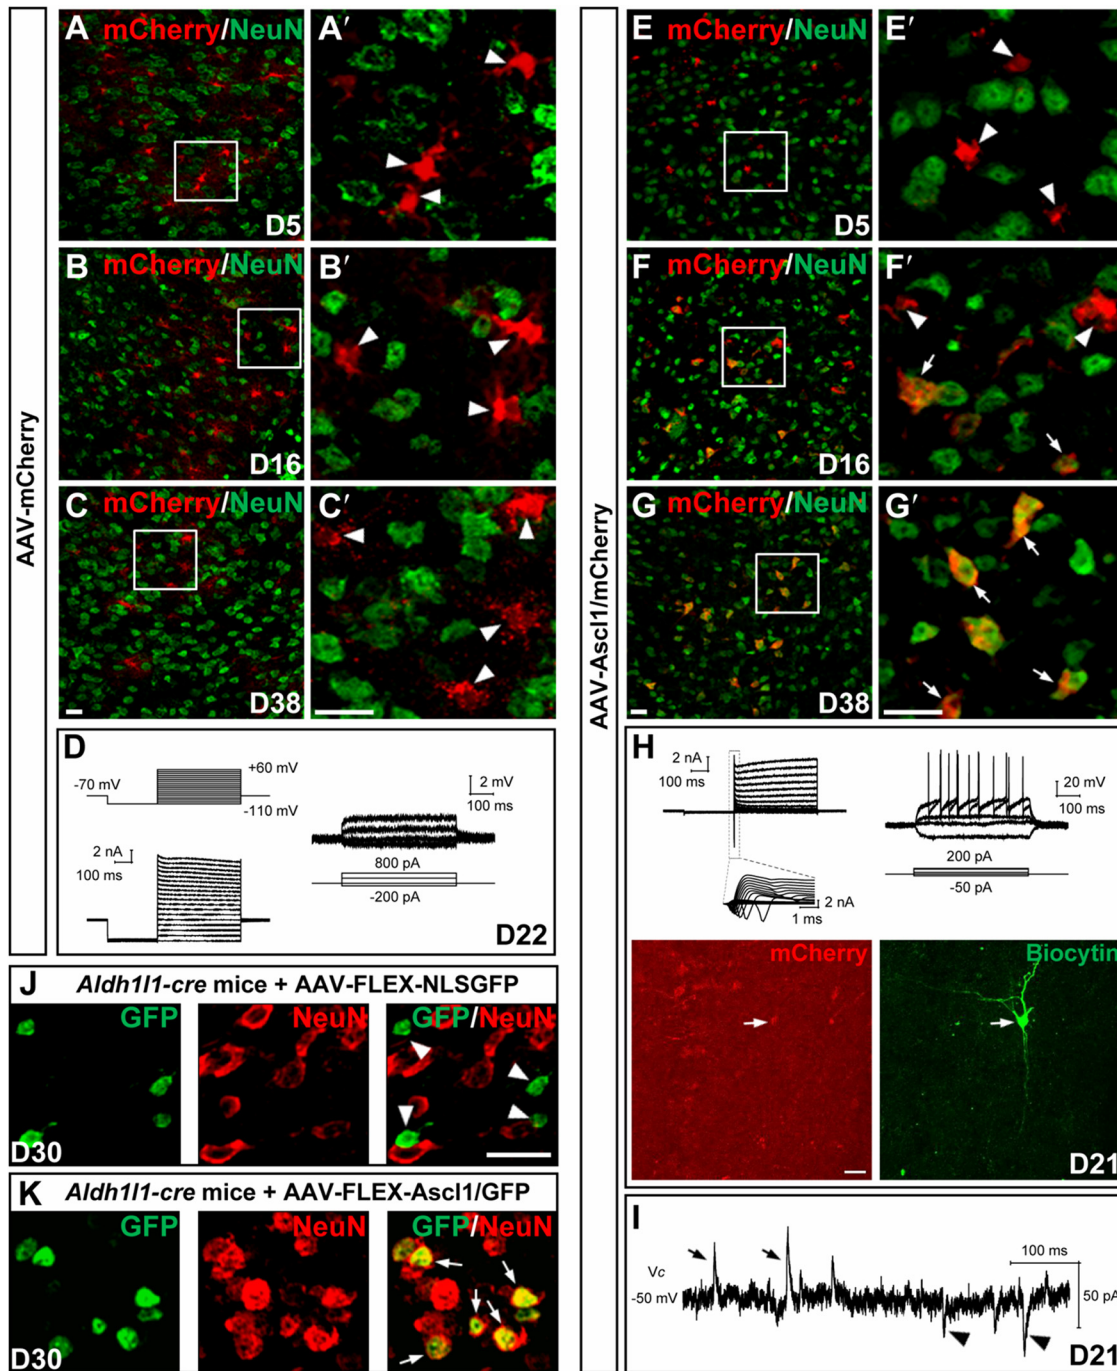 AAV-mCherry
A mCherry/NeuN
D5
A′
B mCherry/NeuN
D16
B′
C mCherry/NeuN
D38
C′
D
-70 mV
+60 mV
-110 mV
2 nA
100 ms
2 mV
100 ms
800 pA
-200 pA
D22
J Aldh1l1-cre mice + AAV-FLEX-NLSGFP
GFP
NeuN
GFP/NeuN
D30
K Aldh1l1-cre mice + AAV-FLEX-Ascl1/GFP
GFP
NeuN
GFP/NeuN
D30
AAV-Ascl1/mCherry
E mCherry/NeuN
D5
E′
F mCherry/NeuN
D16
F′
G mCherry/NeuN
D38
G′
H
2 nA
100 ms
2 nA
1 ms
20 mV
100 ms
200 pA
-50 pA
mCherry
Biocytin
D21
I
Vc
-50 mV
100 ms
50 pA
D21